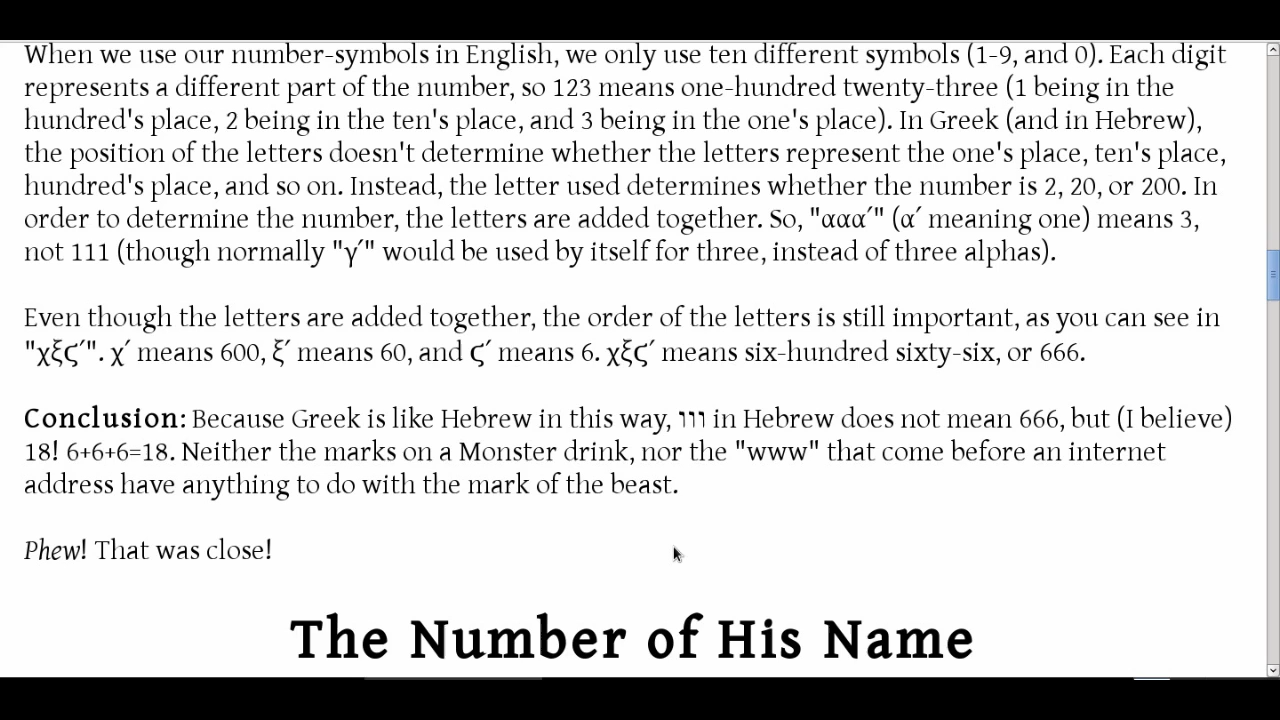 When we use our number-symbols in English, we only use ten different symbols (1-9, and 0). Each digit
represents a different part of the number, so 123 means one-hundred twenty-three (1 being in the
hundred's place, 2 being in the ten's place, and 3 being in the one's place). In Greek (and in Hebrew),
the position of the letters doesn't determine whether the letters represent the one's place, ten's place,
hundred's place, and so on. Instead, the letter used determines whether the number is 2, 20, or 200. In
order to determine the number, the letters are added together. So, "ααα´" (α´ meaning one) means 3,
not 111 (though normally "γ´" would be used by itself for three, instead of three alphas).
Even though the letters are added together, the order of the letters is still important, as you can see in
"χξϛ´". χ´ means 600, ξ´ means 60, and ϛ´ means 6. χξϛ´ means six-hundred sixty-six, or 666.
Conclusion: Because Greek is like Hebrew in this way, ווו in Hebrew does not mean 666, but (I believe)
18! 6+6+6=18. Neither the marks on a Monster drink, nor the "www" that come before an internet
address have anything to do with the mark of the beast.
Phew! That was close!
The Number of His Name